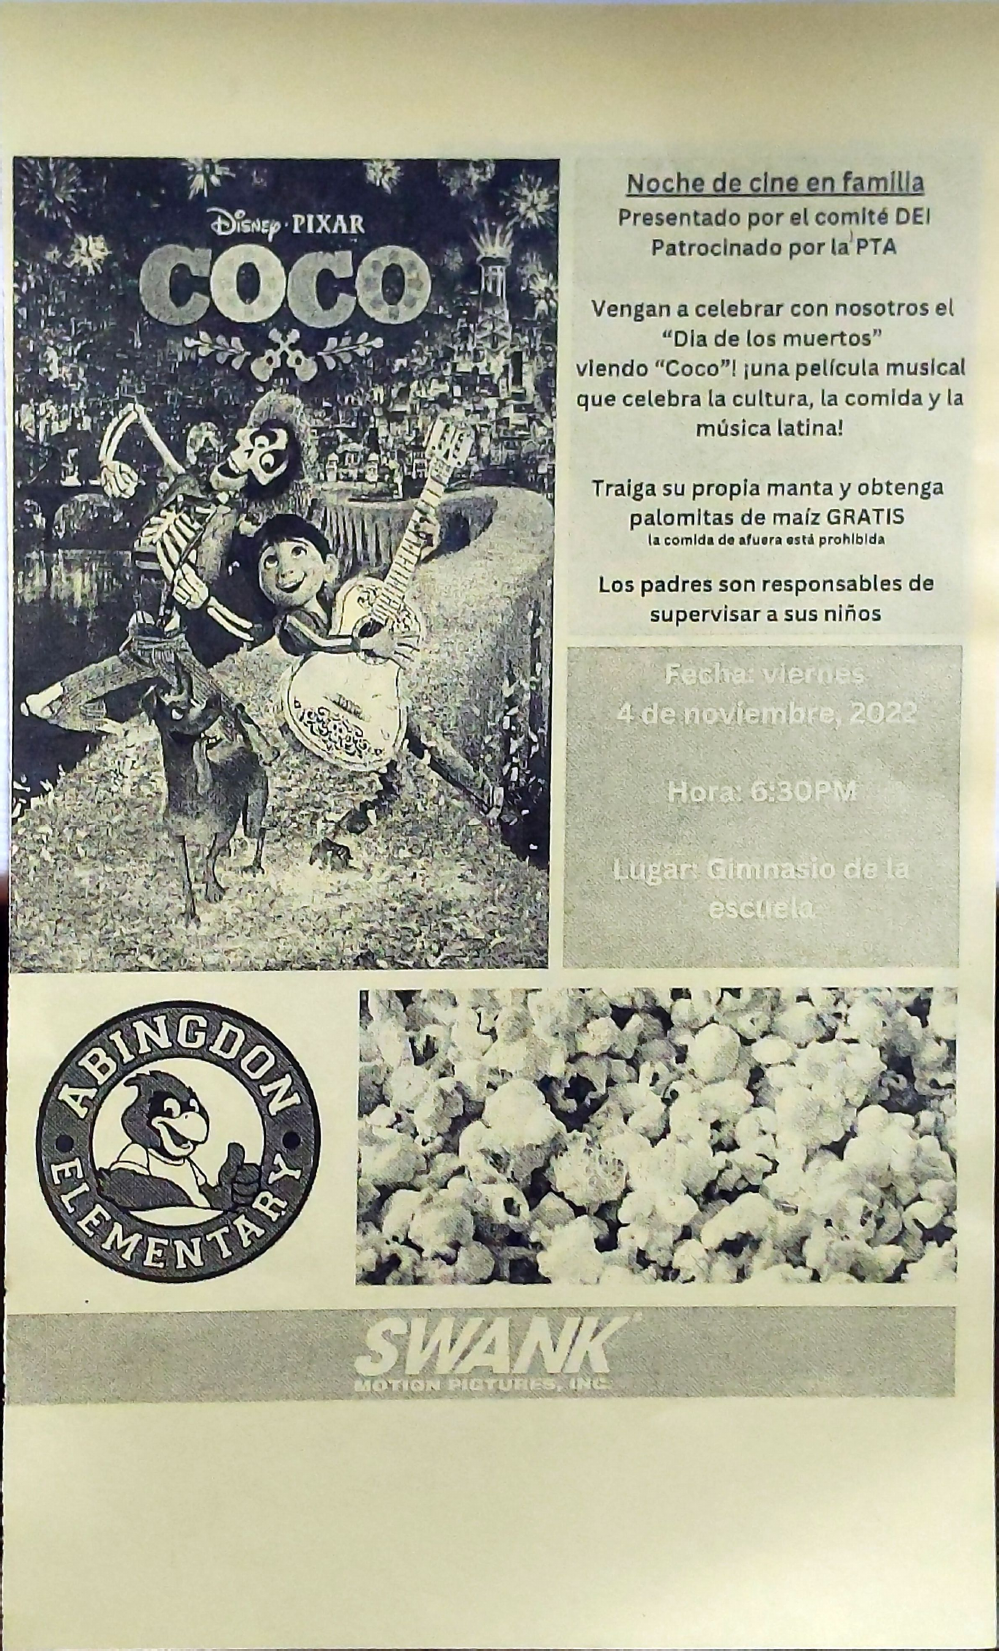 Disney · PIXAR
COCO
Noche de cine en familia
Presentado por el comité DEI
Patrocinado por la PTA
Vengan a celebrar con nosotros el
“Dia de los muertos”
viendo “Coco”! ¡una película musical
que celebra la cultura, la comida y la
música latina!
Traiga su propia manta y obtenga
palomitas de maíz GRATIS
la comida de afuera está prohibida
Los padres son responsables de
supervisar a sus niños
Fecha: viernes
4 de noviembre, 2022
Hora: 6:30PM
Lugar: Gimnasio de la
escuela
ABINGDON
ELEMENTARY
SWANK
MOTION PICTURES, INC.